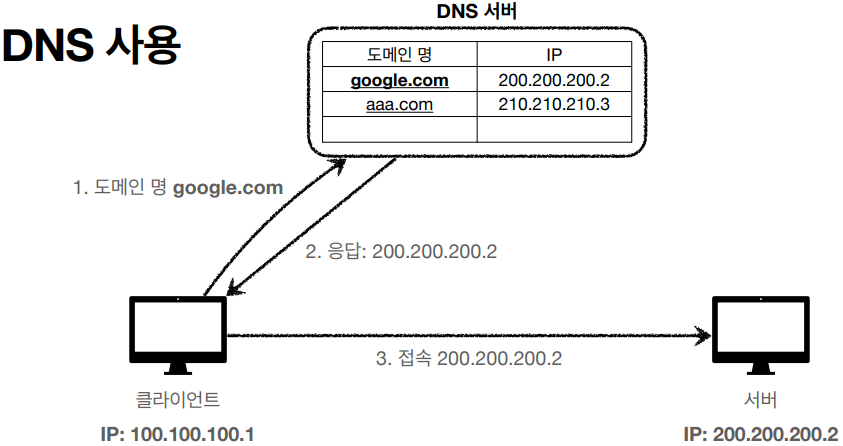 DNS 사용
DNS 서버
도메인 명 IP
google.com 200.200.200.2
aaa.com 210.210.210.3
1. 도메인 명 google.com
2. 응답: 200.200.200.2
3. 접속 200.200.200.2
클라이언트
IP: 100.100.100.1
서버
IP: 200.200.200.2